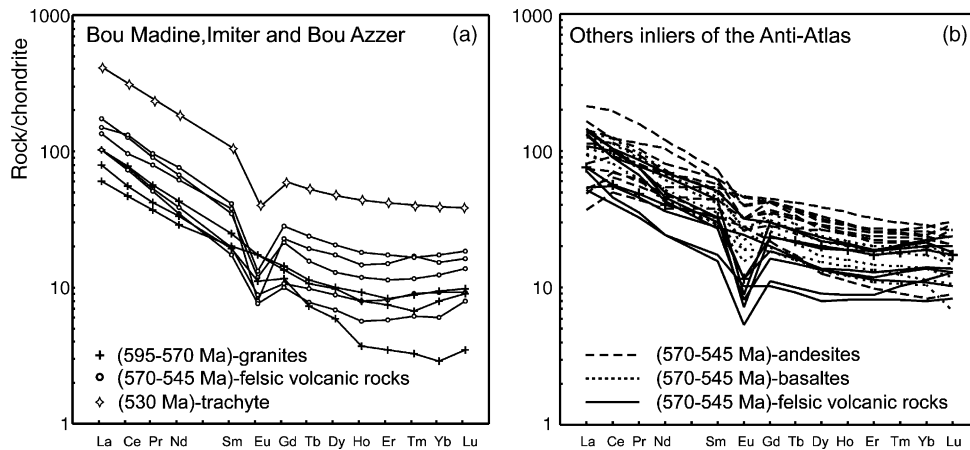 Rock/chondrite
1000
100
10
1
Bou Madine,Imiter and Bou Azzer (a)
+ (595-570 Ma)-granites
(570-545 Ma)-felsic volcanic rocks
(530 Ma)-trachyte
La Ce Pr Nd Sm Eu Gd Tb Dy Ho Er Tm Yb Lu
1000
100
10
1
Others inliers of the Anti-Atlas (b)
(570-545 Ma)-andesites
(570-545 Ma)-basaltes
(570-545 Ma)-felsic volcanic rocks
La Ce Pr Nd Sm Eu Gd Tb Dy Ho Er Tm Yb Lu